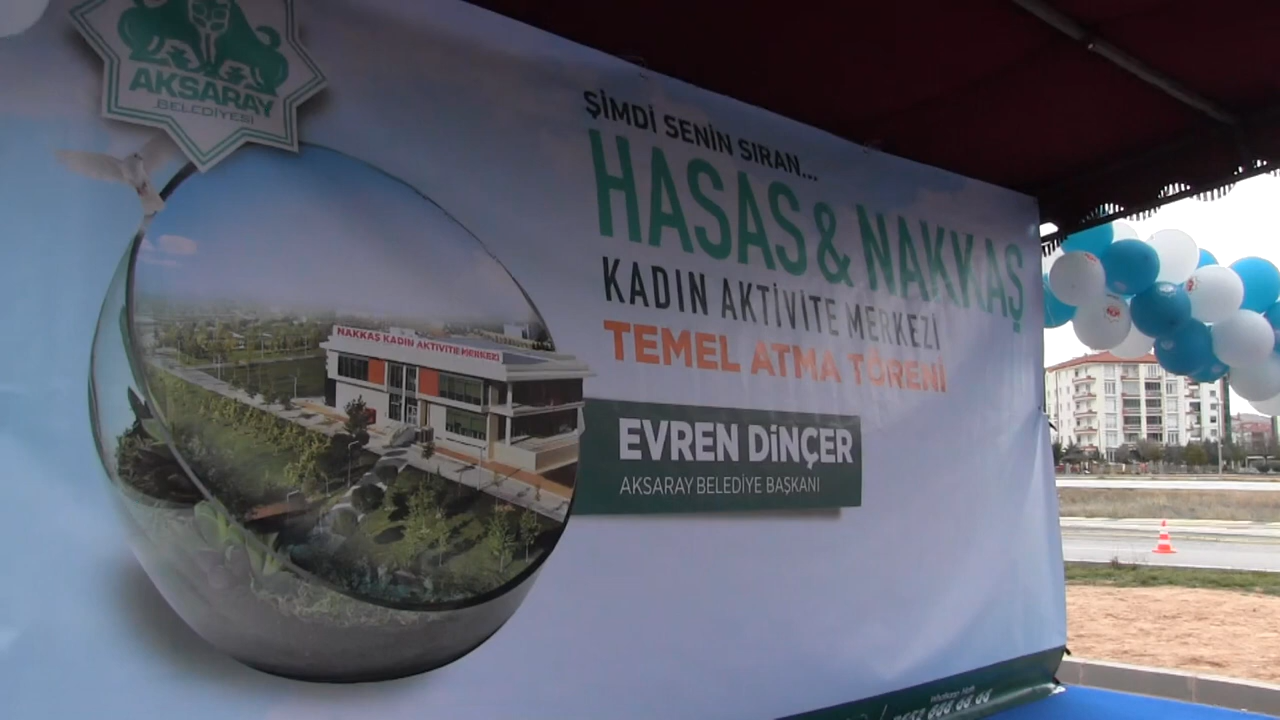 AKSARAY
BELEDİYESİ
ŞİMDİ SENİN SIRAN...
HASAS & NAKKAŞ
KADIN AKTİVİTE MERKEZİ
TEMEL ATMA TÖRENİ
EVREN DİNÇER
AKSARAY BELEDİYE BAŞKANI
NAKKAŞ KADIN AKTİVİTE MERKEZİ